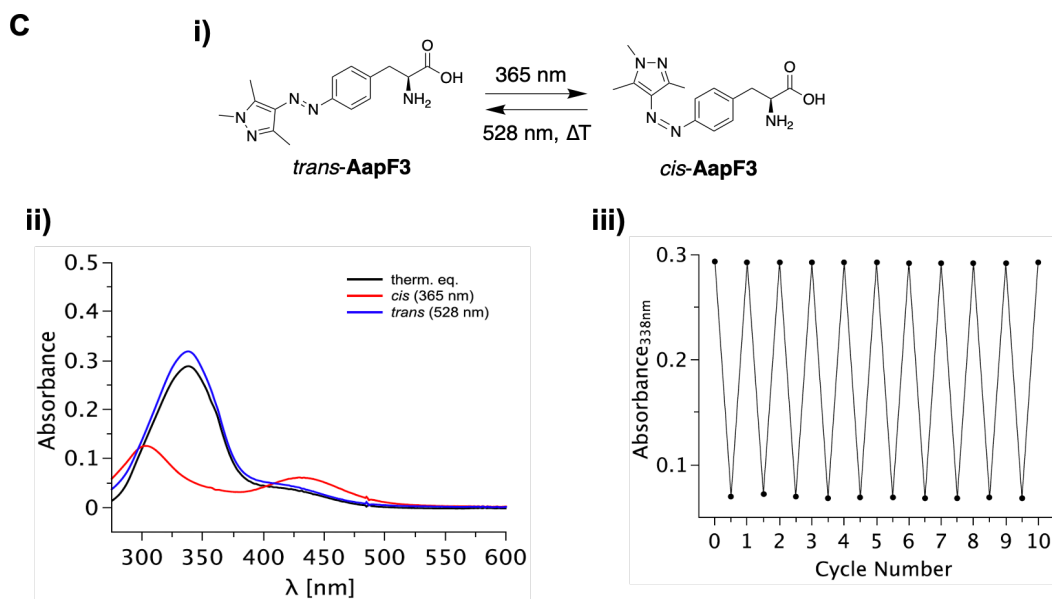 C
i)
365 nm
528 nm, ΔT
N
N
N
N
O
OH
NH₂
trans-AapF3
N
N
N
N
O
OH
NH₂
cis-AapF3
ii)
0.5
0.4
0.3
0.2
0.1
0
Absorbance
therm. eq.
cis (365 nm)
trans (528 nm)
300 350 400 450 500 550 600
λ [nm]
iii)
0.3
0.2
0.1
Absorbance₃₃₈ₙₘ
0 1 2 3 4 5 6 7 8 9 10
Cycle Number